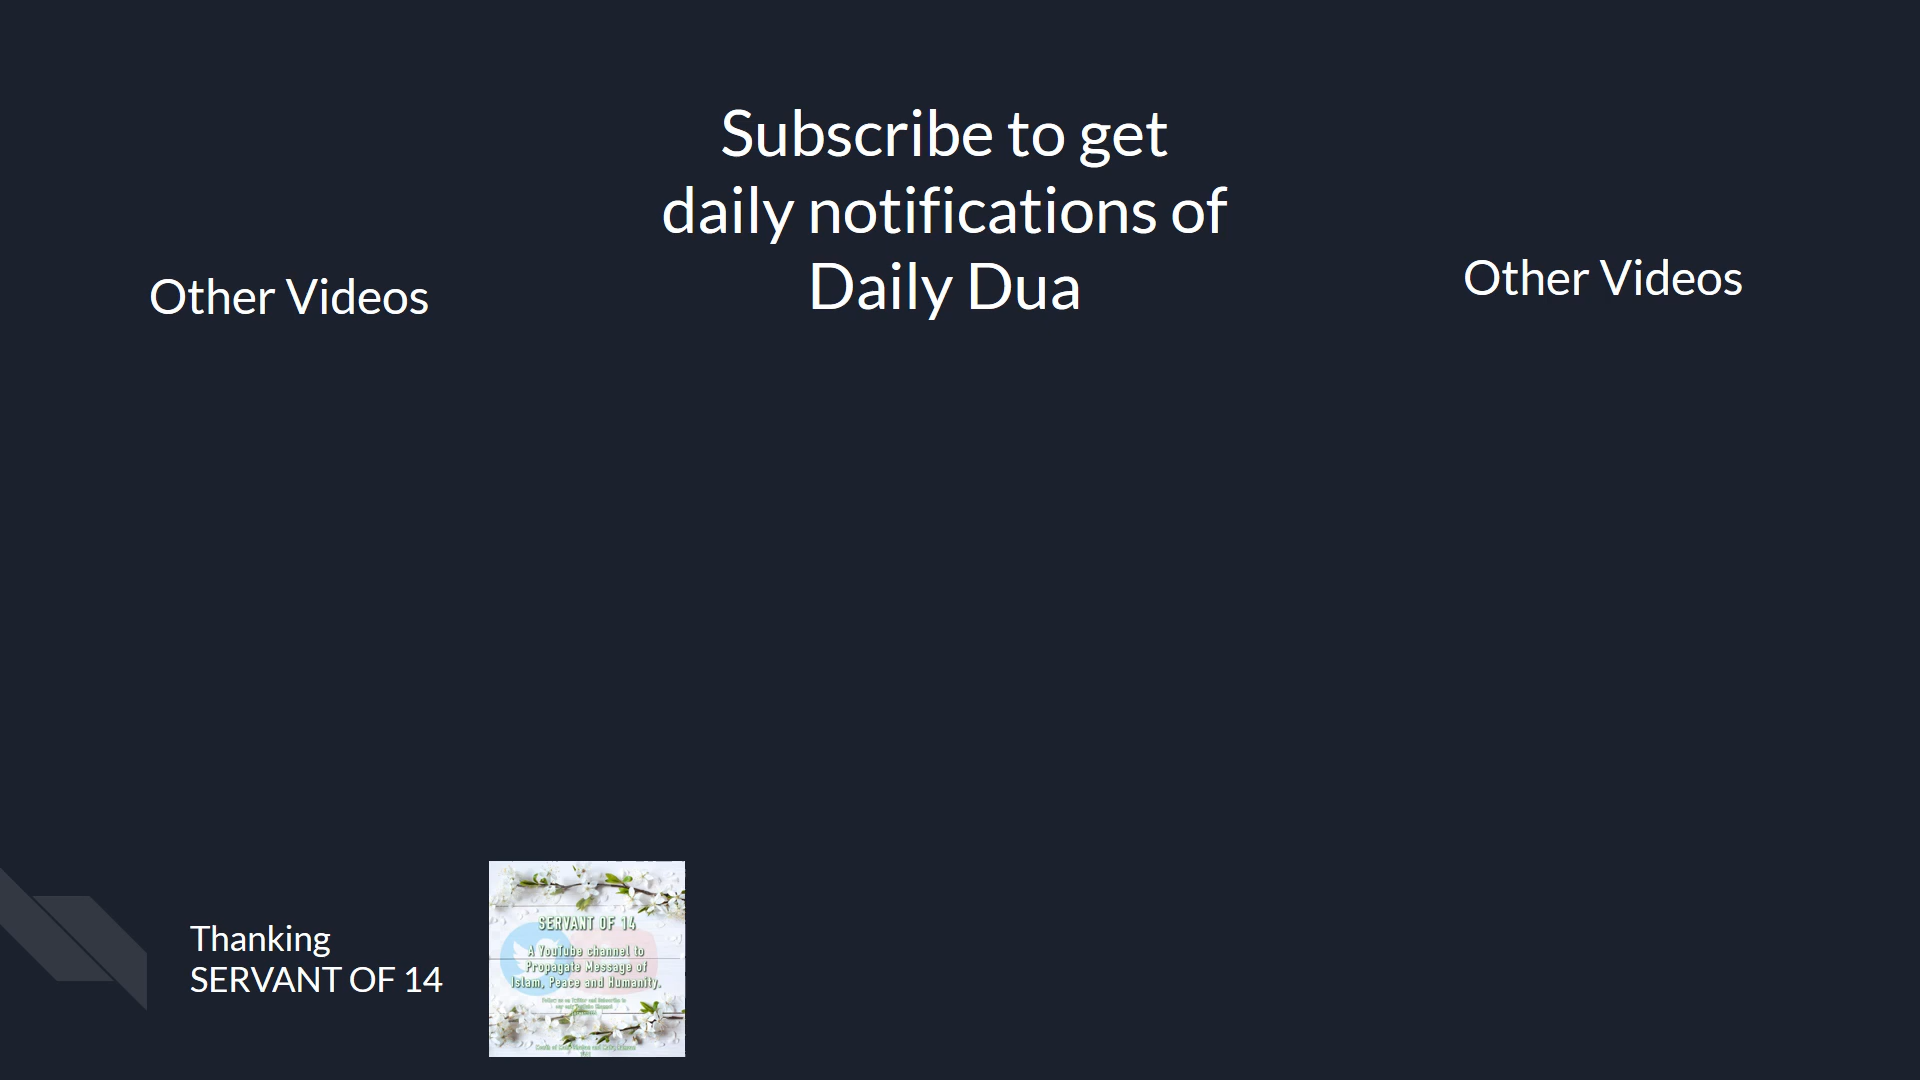 Subscribe to get
daily notifications of
Daily Dua
Other Videos
Other Videos
Thanking
SERVANT OF 14
SERVANT OF 14
A YouTube channel to
Propagate Message of
Islam, Peace and Humanity.